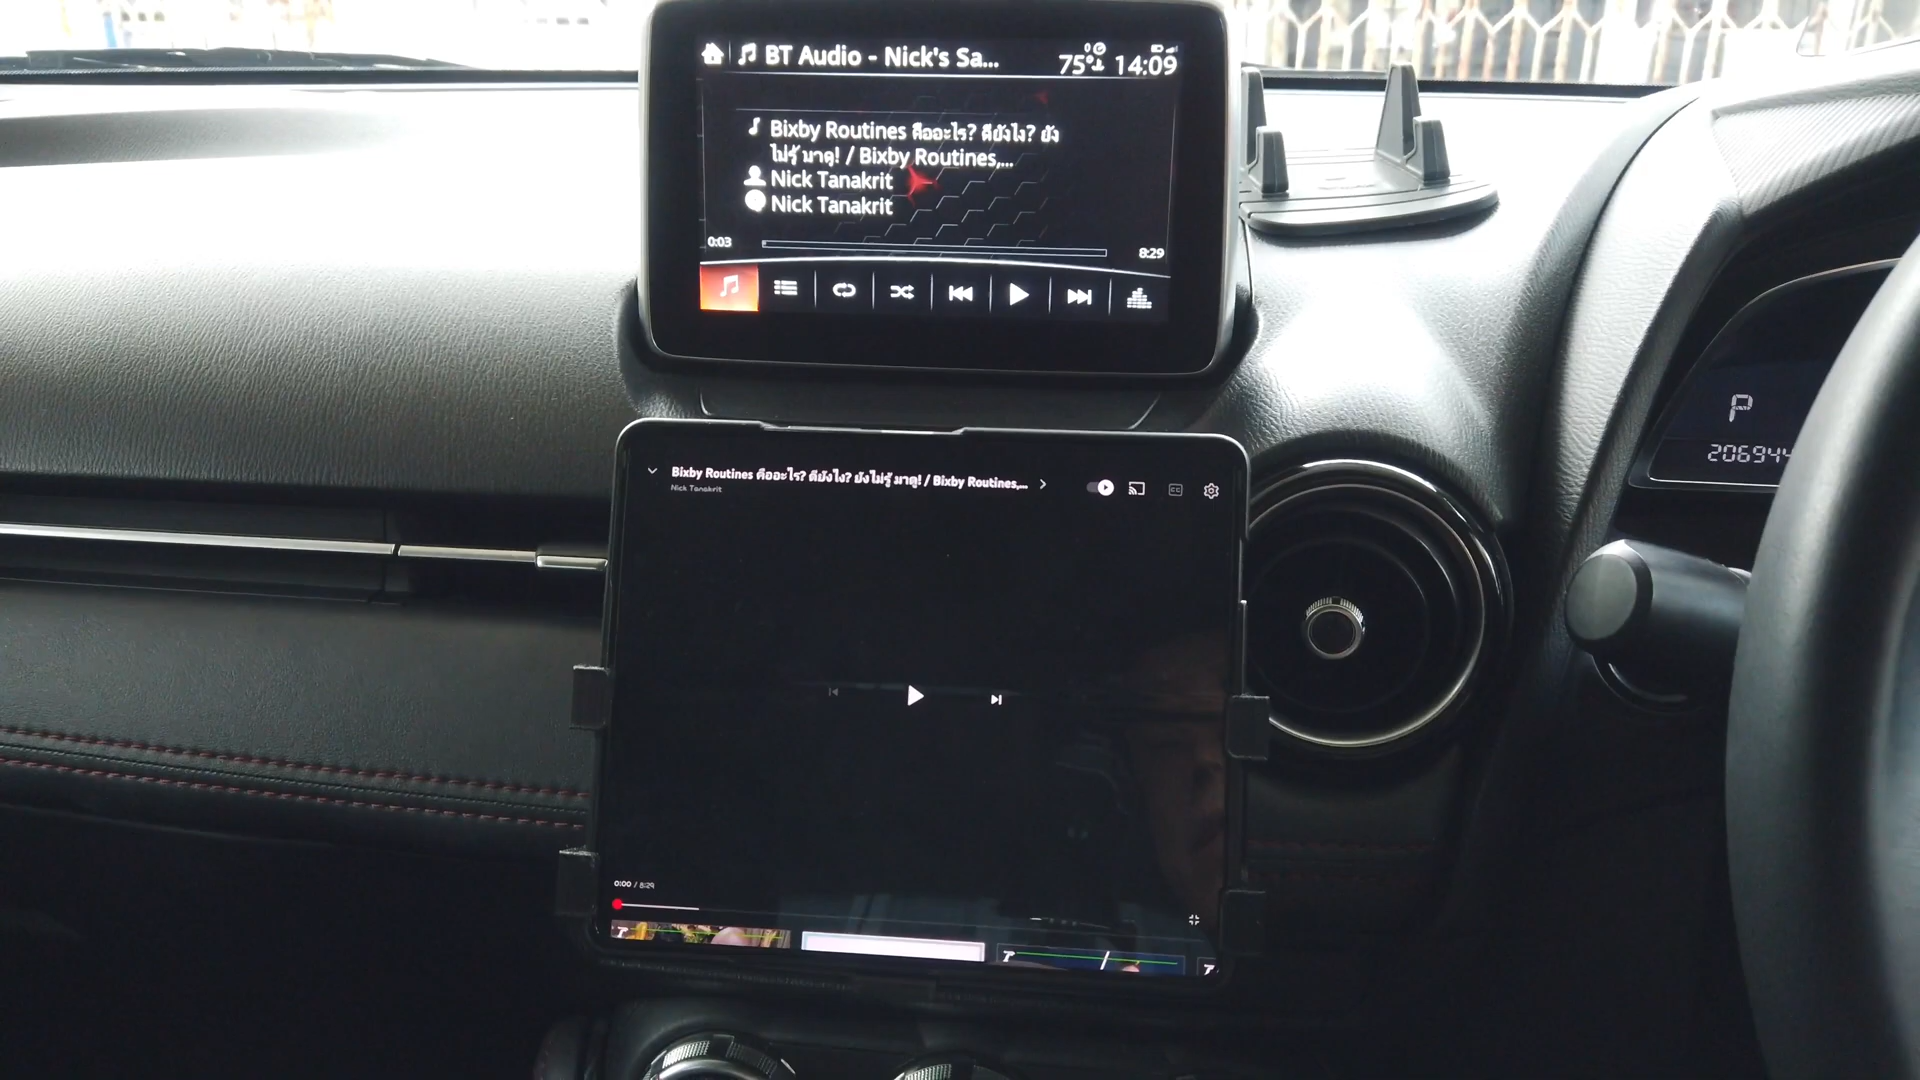 BT Audio - Nick's Sa...
75° 14:09
Bixby Routines คืออะไร? ดียังไง? ยัง
ไม่รู้ มาดู! / Bixby Routines,...
Nick Tanakrit
Nick Tanakrit
0:03
8:29
P
206944
Bixby Routines คืออะไร? ดียังไง? ยังไม่รู้ มาดู! / Bixby Routines,...
Nick Tanakrit
CC
0:00 / 8:29